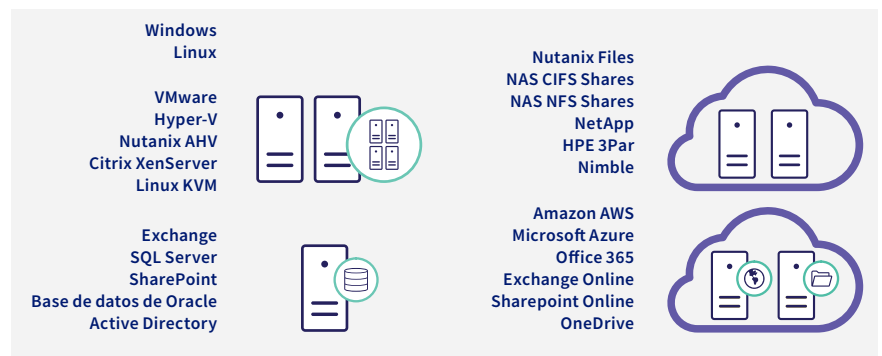 Windows
Linux
VMware
Hyper-V
Nutanix AHV
Citrix XenServer
Linux KVM
Exchange
SQL Server
SharePoint
Base de datos de Oracle
Active Directory
Nutanix Files
NAS CIFS Shares
NAS NFS Shares
NetApp
HPE 3Par
Nimble
Amazon AWS
Microsoft Azure
Office 365
Exchange Online
Sharepoint Online
OneDrive